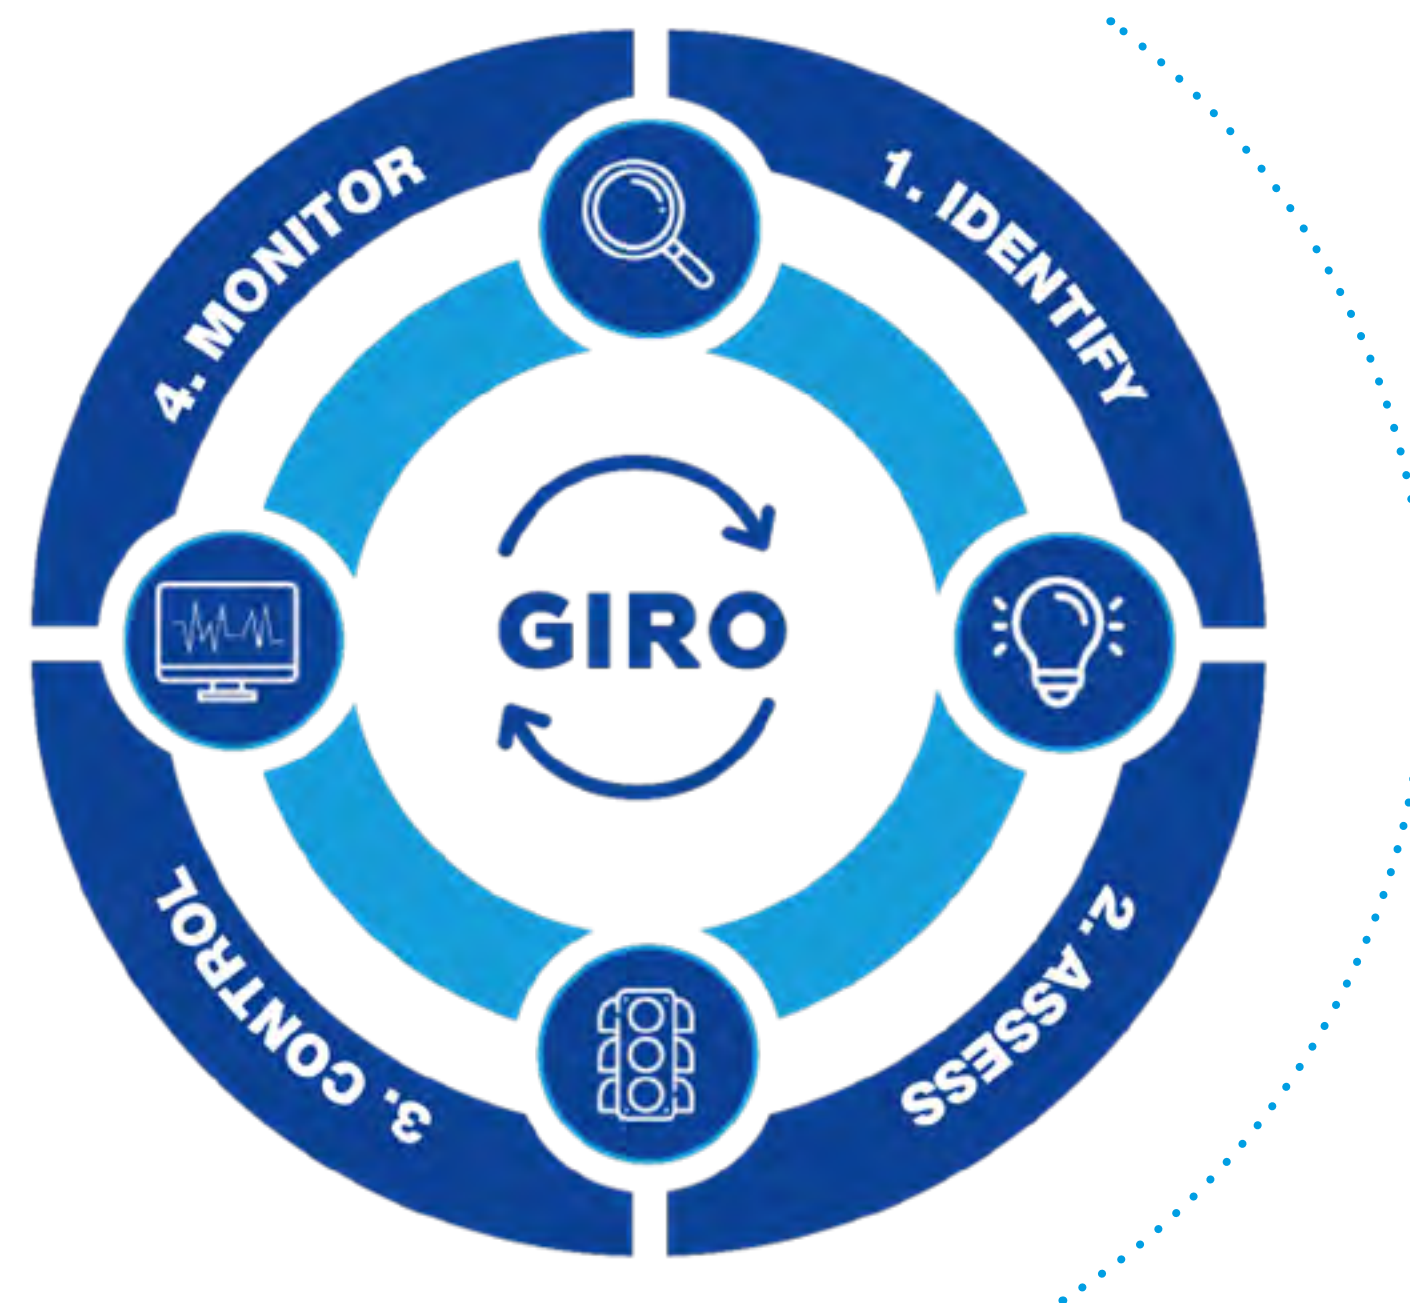 1. IDENTIFY
2. ASSESS
3. CONTROL
4. MONITOR
GIRO